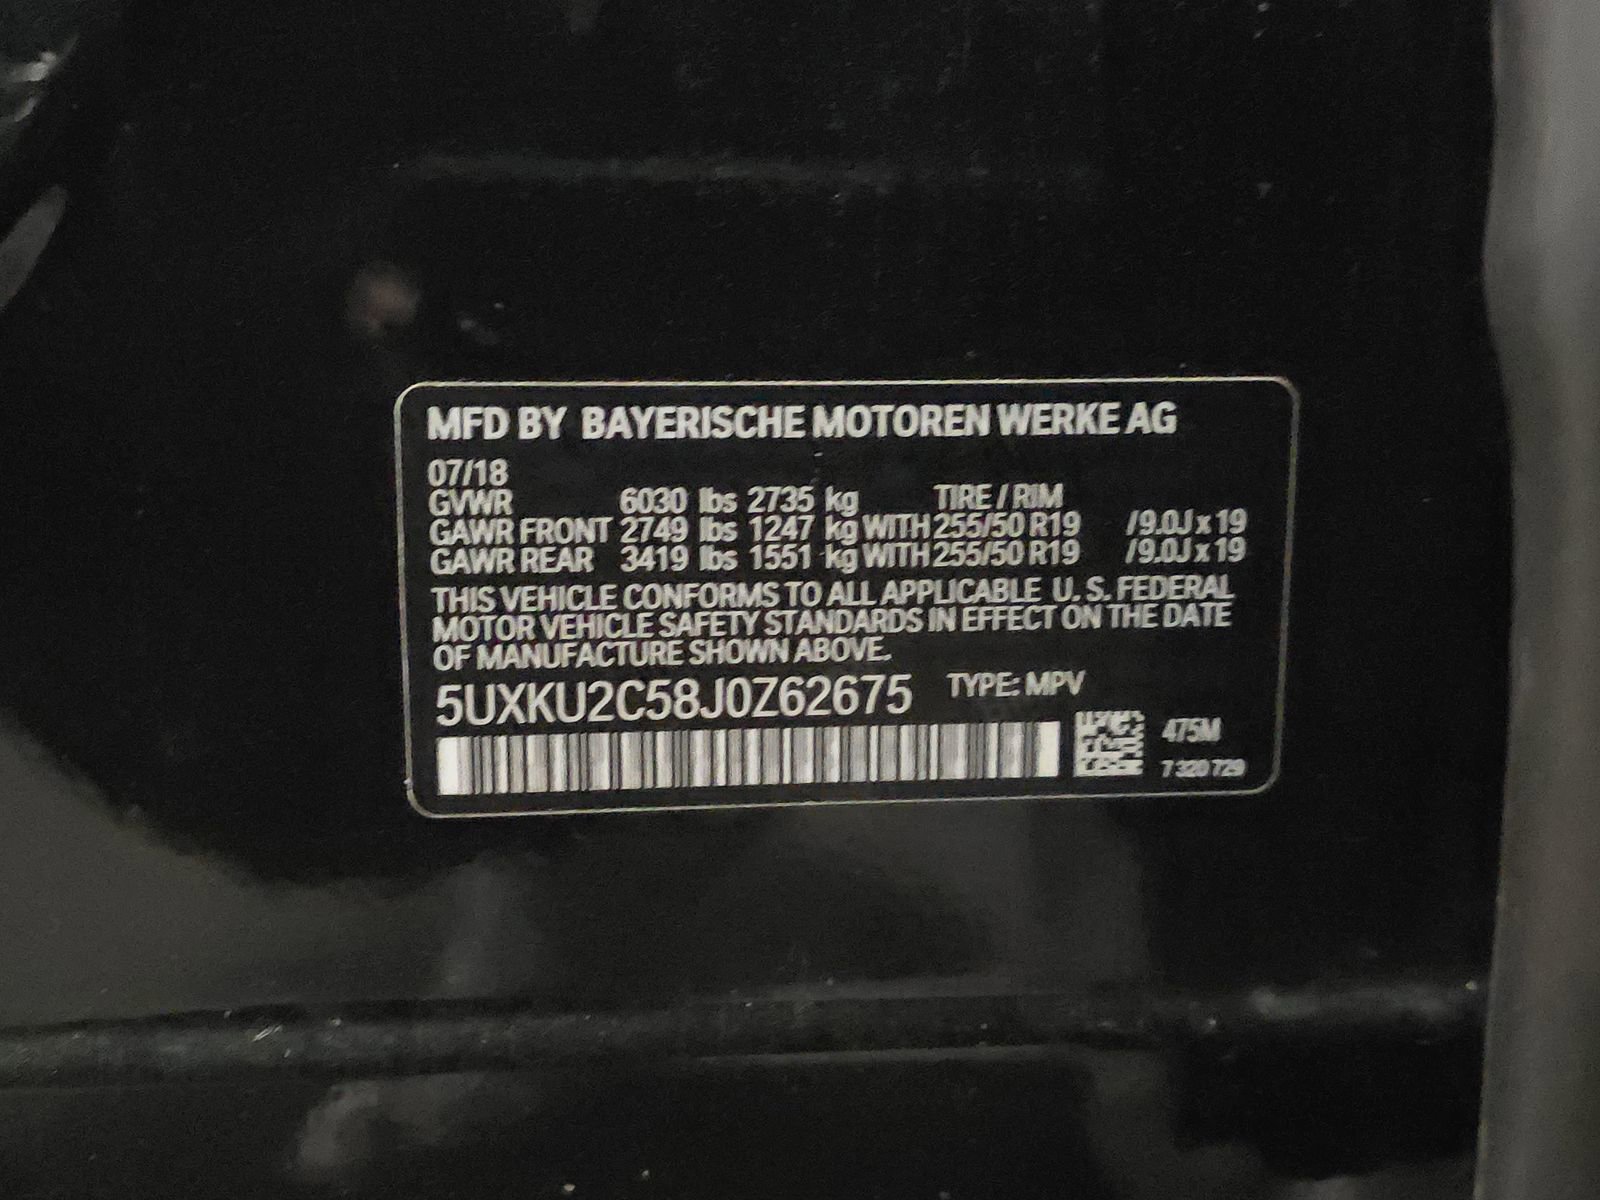 MFD BY BAYERISCHE MOTOREN WERKE AG
07/18
GVWR 6030 lbs 2735 kg TIRE / RIM
GAWR FRONT 2749 lbs 1247 kg WITH 255/50 R19 /9.0J x 19
GAWR REAR 3419 lbs 1551 kg WITH 255/50 R19 /9.0J x 19
THIS VEHICLE CONFORMS TO ALL APPLICABLE U.S. FEDERAL
MOTOR VEHICLE SAFETY STANDARDS IN EFFECT ON THE DATE
OF MANUFACTURE SHOWN ABOVE.
5UXKU2C58J0Z62675 TYPE: MPV
475M
7 320 729